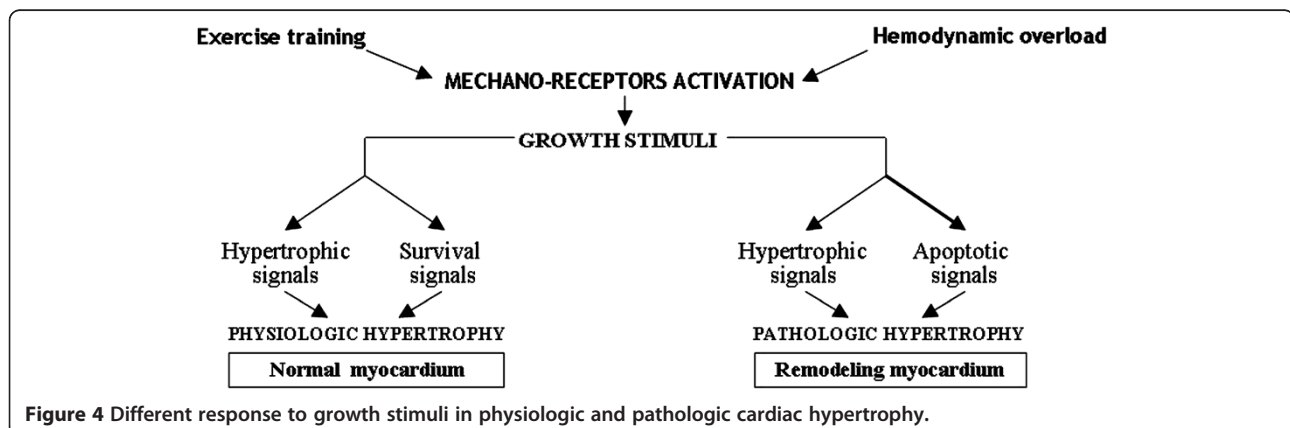 Exercise training
Hemodynamic overload
MECHANO-RECEPTORS ACTIVATION
GROWTH STIMULI
Hypertrophic
signals
Survival
signals
Hypertrophic
signals
Apoptotic
signals
PHYSIOLOGIC HYPERTROPHY
PATHOLOGIC HYPERTROPHY
Normal myocardium
Remodeling myocardium
Figure 4 Different response to growth stimuli in physiologic and pathologic cardiac hypertrophy.